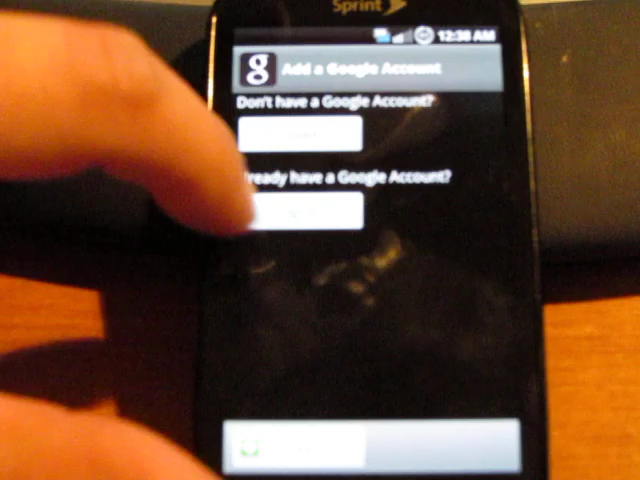 Sprint
12:38 AM
g Add a Google Account
Don't have a Google Account?
lready have a Google Account?